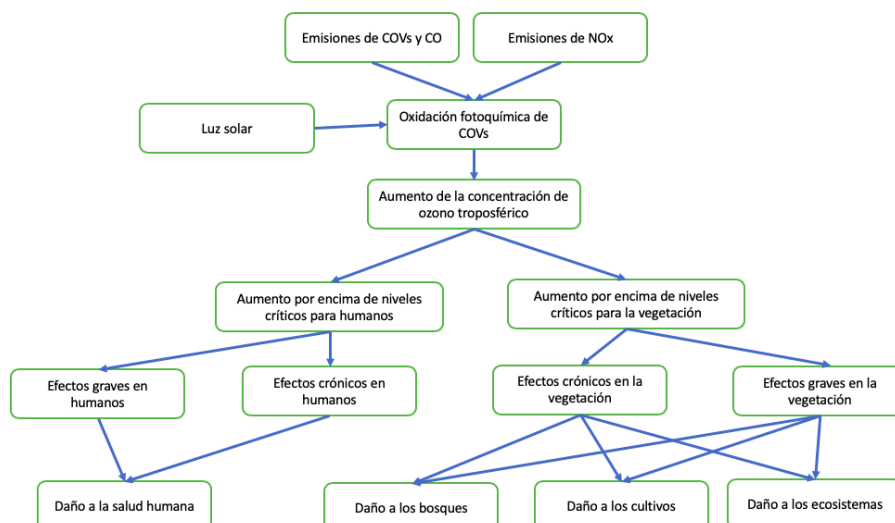 Emisiones de COVs y CO
Emisiones de NOx
Luz solar
Oxidación fotoquímica de
COVs
Aumento de la concentración de
ozono troposférico
Aumento por encima de niveles
críticos para humanos
Aumento por encima de niveles
críticos para la vegetación
Efectos graves en
humanos
Efectos crónicos en
humanos
Efectos crónicos en la
vegetación
Efectos graves en la
vegetación
Daño a la salud humana
Daño a los bosques
Daño a los cultivos
Daño a los ecosistemas